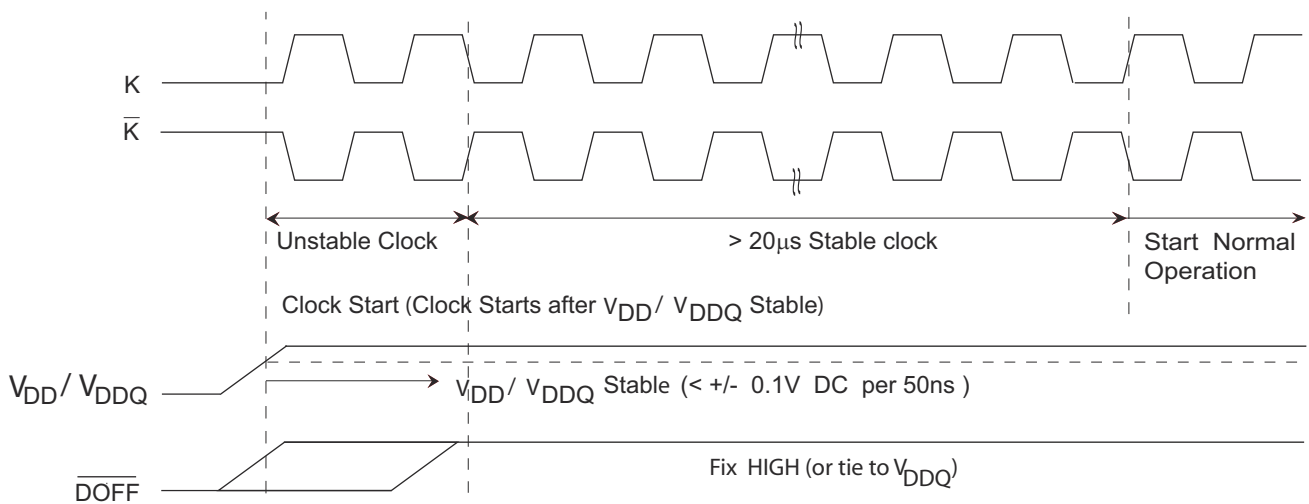 K
K̅
Unstable Clock
> 20μs Stable clock
Start Normal
Operation
Clock Start (Clock Starts after VDD / VDDQ Stable)
VDD / VDDQ
VDD / VDDQ Stable (< +/- 0.1V DC per 50ns )
D̅O̅F̅F̅
Fix HIGH (or tie to VDDQ)